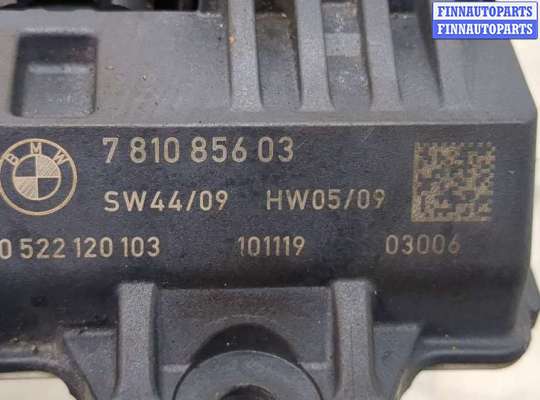 FINNAUTOPARTS
FINNAUTOPARTS
BMW
7 810 856 03
SW44/09 HW05/09
0 522 120 103 101119 03006